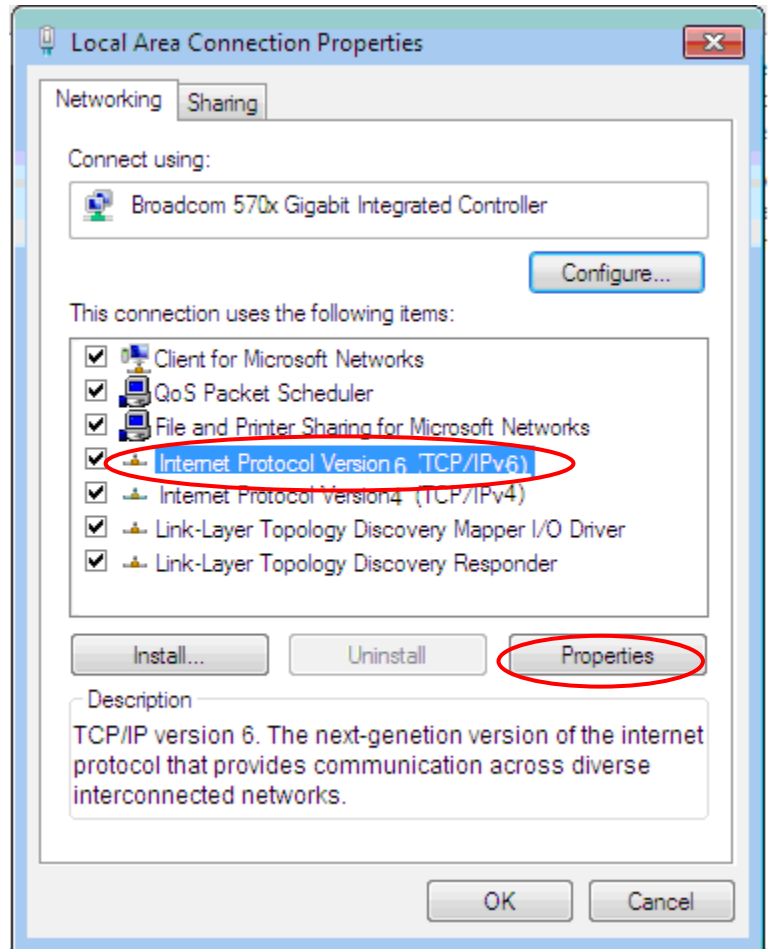 Local Area Connection Properties
Networking Sharing
Connect using:
Broadcom 570x Gigabit Integrated Controller
Configure...
This connection uses the following items:
Client for Microsoft Networks
QoS Packet Scheduler
File and Printer Sharing for Microsoft Networks
Internet Protocol Version 6 (TCP/IPv6)
Internet Protocol Version4 (TCP/IPv4)
Link-Layer Topology Discovery Mapper I/O Driver
Link-Layer Topology Discovery Responder
Install... Uninstall Properties
Description
TCP/IP version 6. The next-genetion version of the internet
protocol that provides communication across diverse
interconnected networks.
OK Cancel